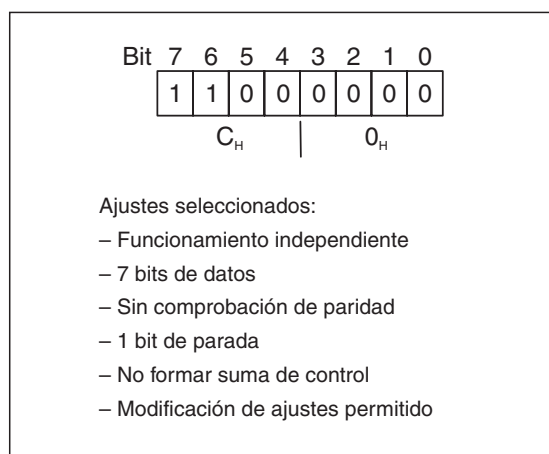 Bit 7 6 5 4 3 2 1 0
1 1 0 0 0 0 0 0
CH 0H
Ajustes seleccionados:
– Funcionamiento independiente
– 7 bits de datos
– Sin comprobación de paridad
– 1 bit de parada
– No formar suma de control
– Modificación de ajustes permitido